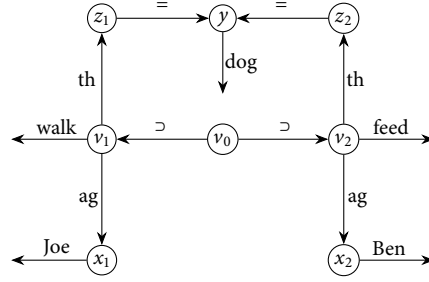 z₁ = y = z₂
th dog th
walk v₁ ⊃ v₀ ⊃ v₂ feed
ag ag
Joe x₁ x₂ Ben